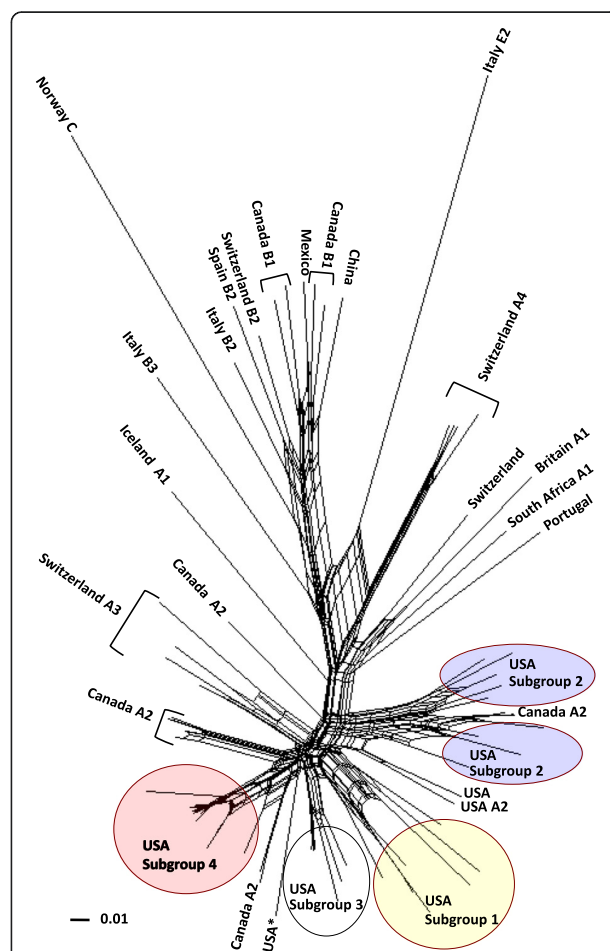 Italy E2
Norway C
Canada B1
Mexico
Canada B1
China
Switzerland B2
Spain B2
Italy B2
Switzerland A4
Italy B3
Iceland A1
Switzerland
Britain A1
South Africa A1
Portugal
Switzerland A3
Canada A2
USA
Subgroup 2
Canada A2
Canada A2
USA
Subgroup 2
USA
USA A2
USA
Subgroup 4
Canada A2
USA*
USA
Subgroup 3
USA
Subgroup 1
0.01